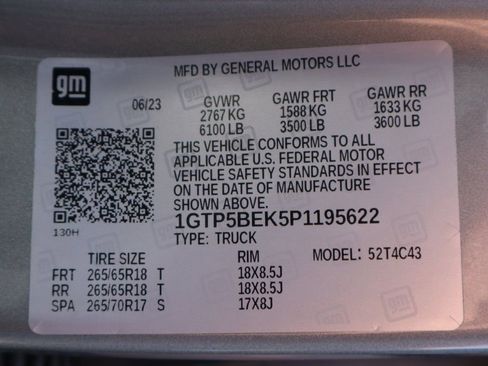 gm
MFD BY GENERAL MOTORS LLC
06/23 GVWR GAWR FRT GAWR RR
2767 KG 1588 KG 1633 KG
6100 LB 3500 LB 3600 LB
THIS VEHICLE CONFORMS TO ALL
APPLICABLE U.S. FEDERAL MOTOR
VEHICLE SAFETY STANDARDS IN EFFECT
ON THE DATE OF MANUFACTURE
SHOWN ABOVE.
130H
1GTP5BEK5P1195622
TYPE: TRUCK MODEL: 52T4C43
TIRE SIZE RIM
FRT 265/65R18 T 18X8.5J
RR 265/65R18 T 18X8.5J
SPA 265/70R17 S 17X8J